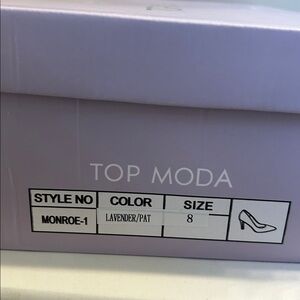 TOP MODA
STYLE NO COLOR SIZE
MONROE-1 LAVENDER/PAT 8